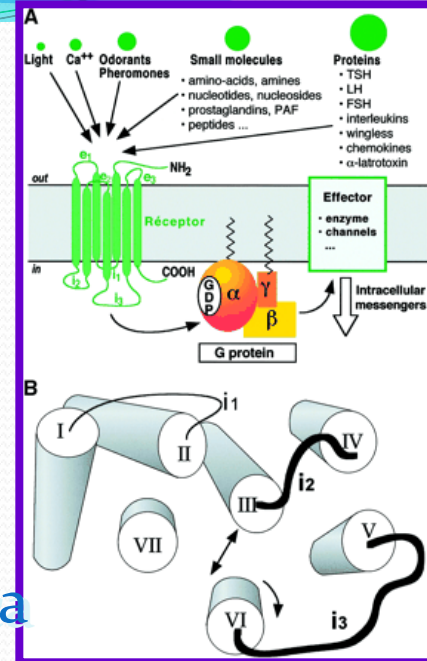 A
Light Ca++ Odorants Pheromones Small molecules Proteins
• amino-acids, amines
• nucleotides, nucleosides
• prostaglandins, PAF
• peptides ...
• TSH
• LH
• FSH
• interleukins
• wingless
• chemokines
• α-latrotoxin
e1
e2
e3
NH2
out
Réceptor
in
i2
i1
i3
COOH
Effector
• enzyme
• channels
...
GDP
α
γ
β
G protein
Intracellular
messengers
B
I
i1
II
III
i2
IV
VII
V
VI
i3
a